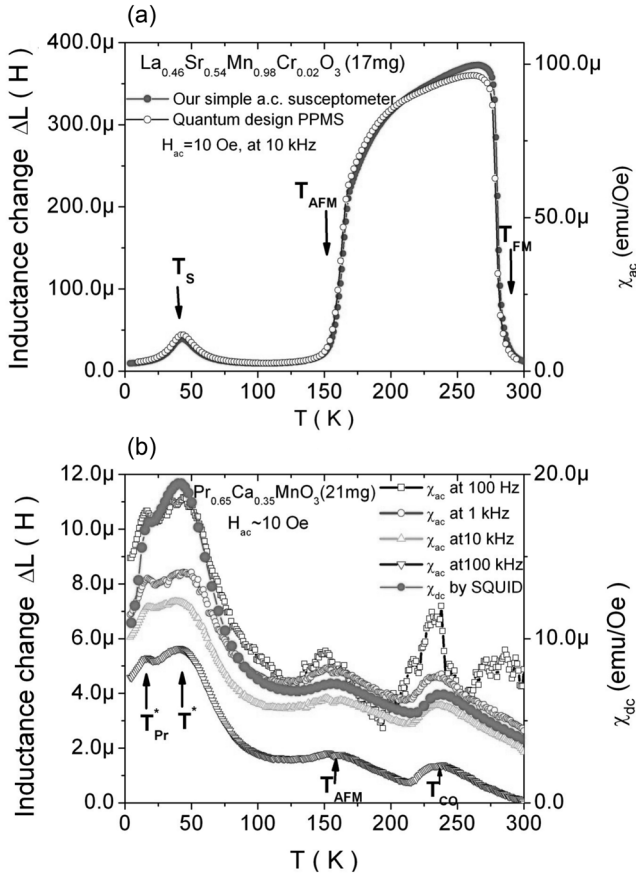 (a)
400.0μ
300.0μ
200.0μ
100.0μ
0.0
Inductance change ΔL ( H )
La0.46Sr0.54Mn0.98Cr0.02O3 (17mg)
Our simple a.c. susceptometer
Quantum design PPMS
Hac=10 Oe, at 10 kHz
TS
TAFM
TFM
100.0μ
50.0μ
0.0
χac (emu/Oe)
0 50 100 150 200 250 300
T ( K )
(b)
12.0μ
10.0μ
8.0μ
6.0μ
4.0μ
2.0μ
0.0
Inductance change ΔL ( H )
Pr0.65Ca0.35MnO3(21mg)
Hac~10 Oe
χac at 100 Hz
χac at 1 kHz
χac at10 kHz
χac at100 kHz
χdc by SQUID
T*Pr
T*
TAFM
TCO
20.0μ
10.0μ
0.0
χdc (emu/Oe)
0 50 100 150 200 250 300
T ( K )